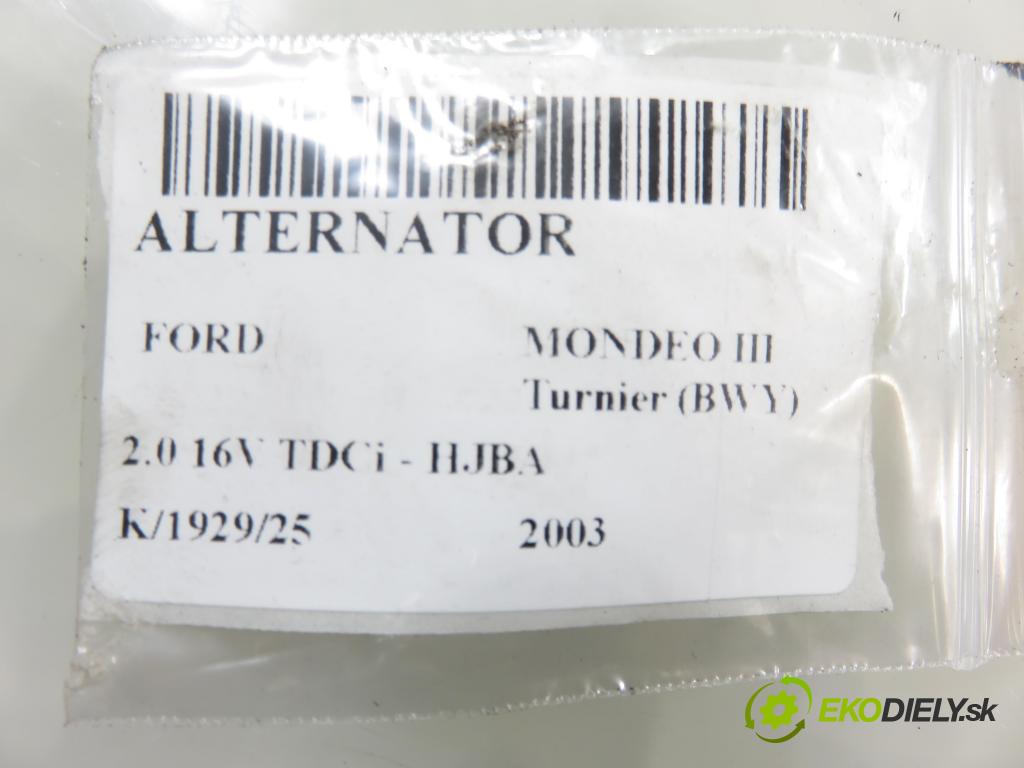 ALTERNATOR
FORD
MONDEO III
Turnier (BWY)
2.0 16V TDCi - HJBA
K/1929/25
2003
EKODIELY.sk